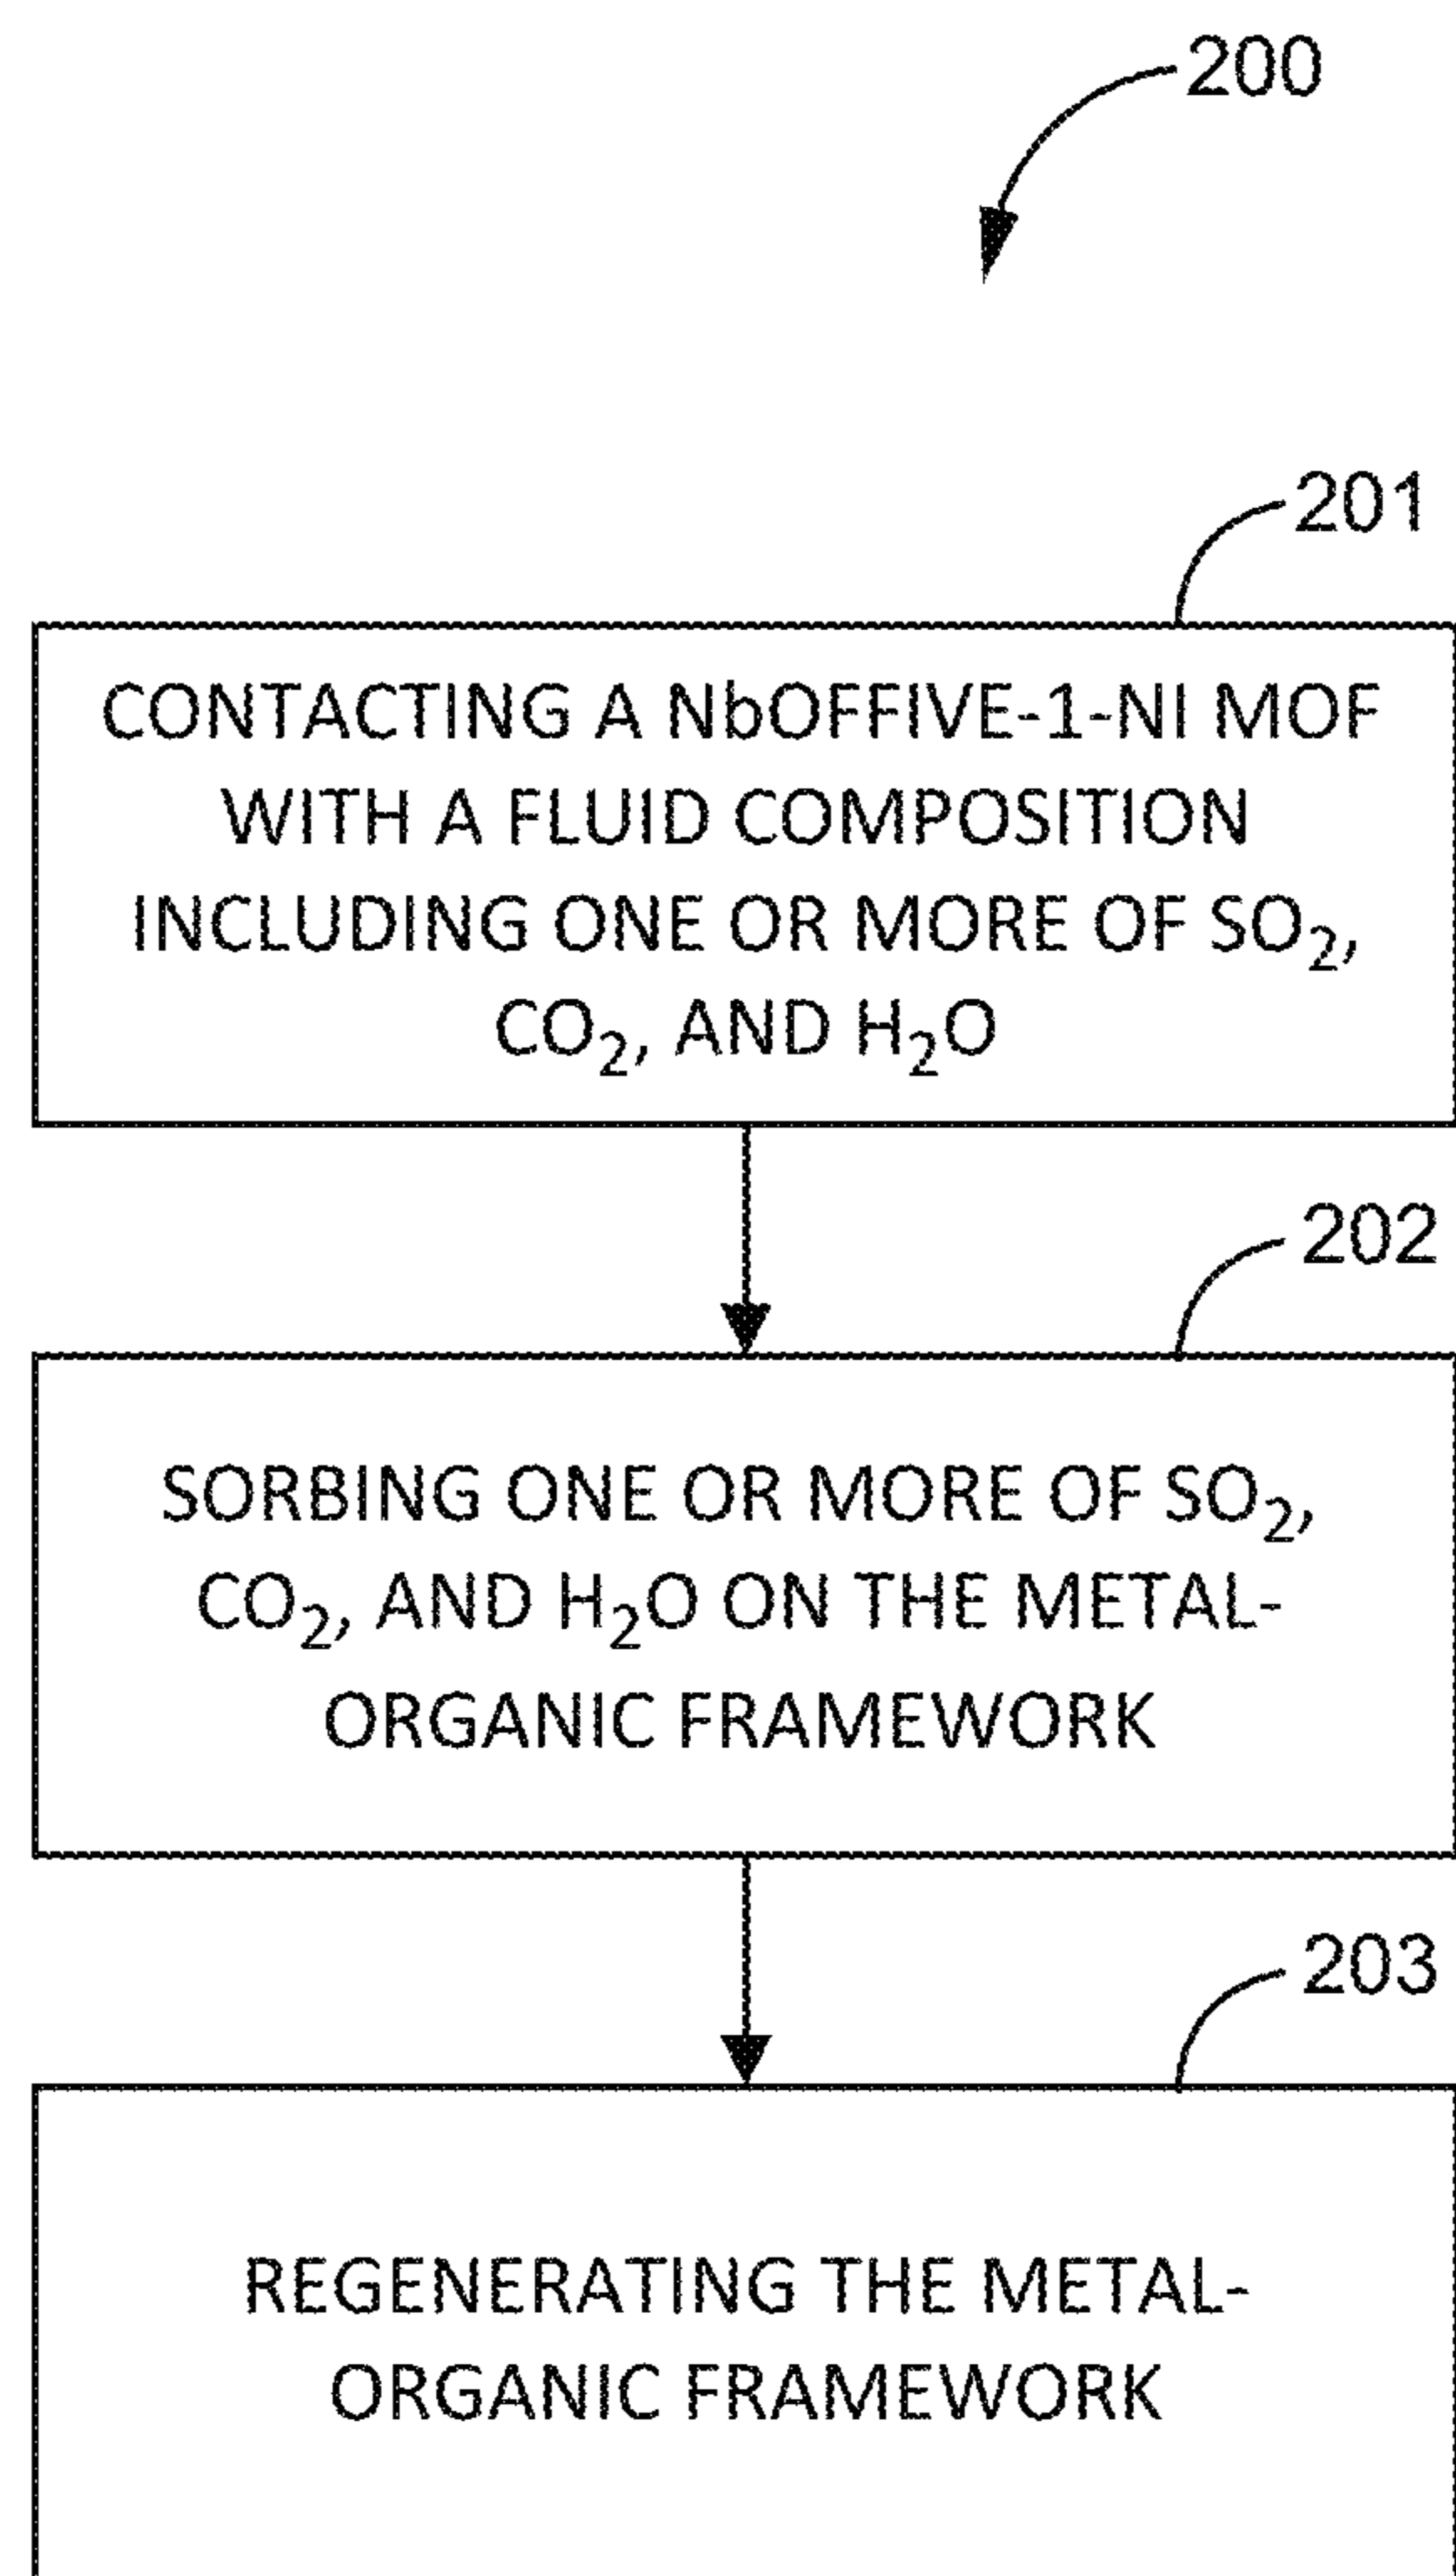 200
201
CONTACTING A NbOFFIVE-1-NI MOF
WITH A FLUID COMPOSITION
INCLUDING ONE OR MORE OF SO₂,
CO₂, AND H₂O
202
SORBING ONE OR MORE OF SO₂,
CO₂, AND H₂O ON THE METAL-
ORGANIC FRAMEWORK
203
REGENERATING THE METAL-
ORGANIC FRAMEWORK